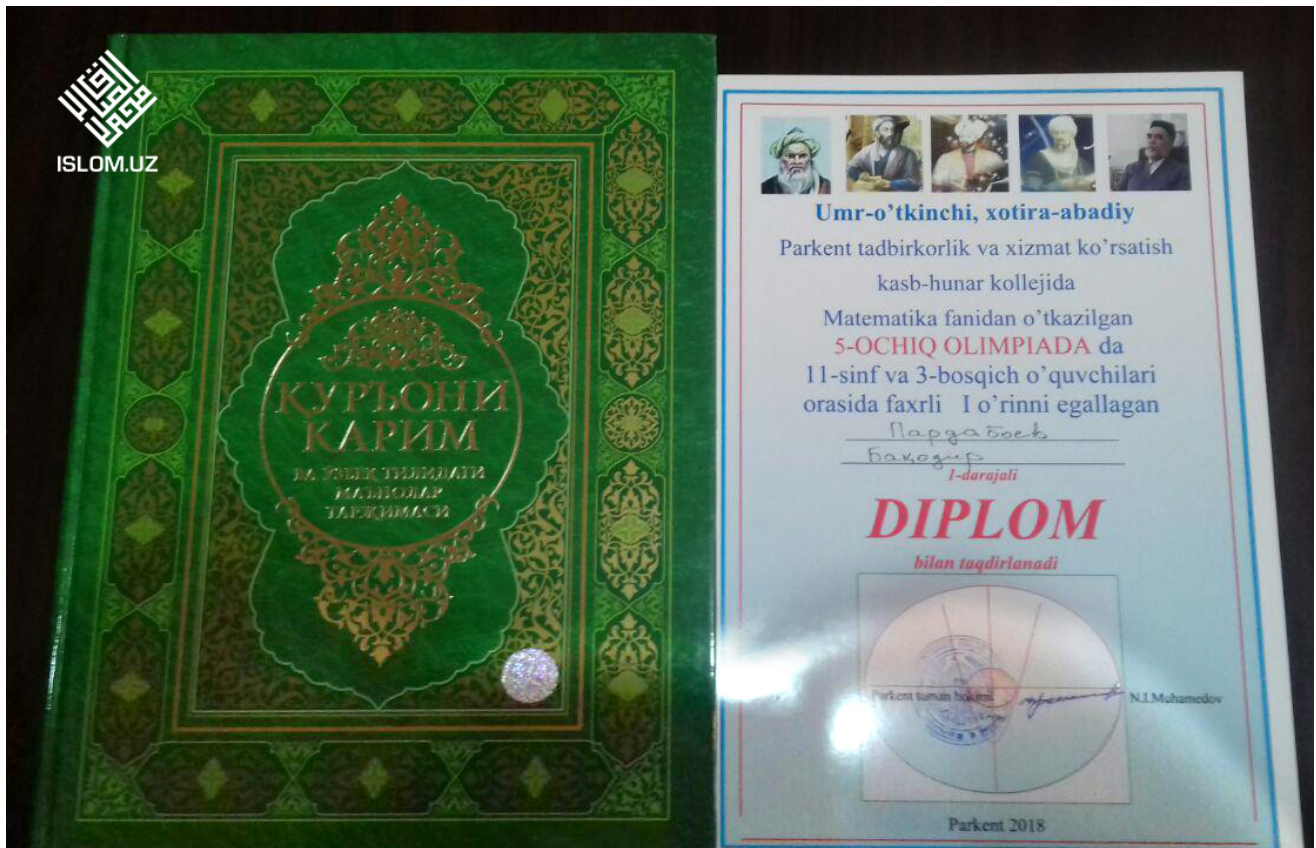 ISLOM.UZ
ҚУРЪОНИ
КАРИМ
ВА ЎЗБЕК ТИЛИДАГИ
МАЪНОЛАР
ТАРЖИМАСИ
Umr-o’tkinchi, xotira-abadiy
Parkent tadbirkorlik va xizmat ko’rsatish
kasb-hunar kollejida
Matematika fanidan o’tkazilgan
5-OCHIQ OLIMPIADA da
11-sinf va 3-bosqich o’quvchilari
orasida faxrli I o’rinni egallagan
Пардабоев
Баҳодир
1-darajali
DIPLOM
bilan taqdirlanadi
Parkent tuman hokimi
N.I.Muhamedov
Parkent 2018